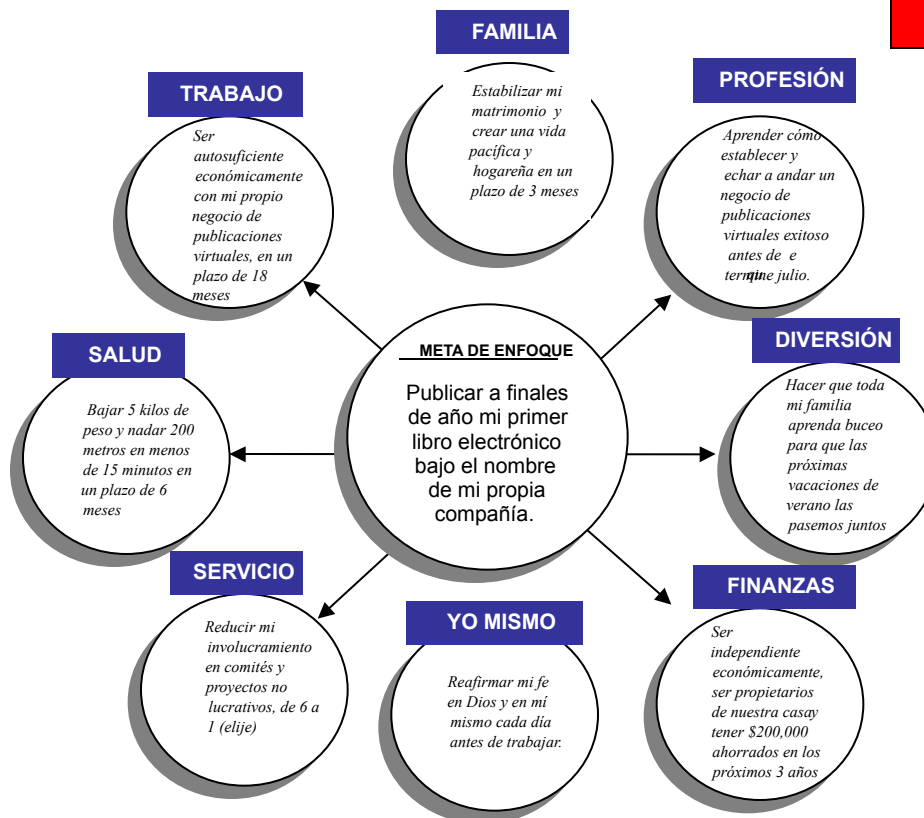 FAMILIA
Estabilizar mi
matrimonio y
crear una vida
pacífica y
hogareña en un
plazo de 3 meses
TRABAJO
Ser
autosuficiente
económicamente
con mi propio
negocio de
publicaciones
virtuales, en un
plazo de 18
meses
PROFESIÓN
Aprender cómo
establecer y
echar a andar un
negocio de
publicaciones
virtuales exitoso
antes de
termine julio.
SALUD
Bajar 5 kilos de
peso y nadar 200
metros en menos
de 15 minutos en
un plazo de 6
meses
META DE ENFOQUE
Publicar a finales
de año mi primer
libro electrónico
bajo el nombre
de mi propia
compañía.
DIVERSIÓN
Hacer que toda
mi familia
aprenda buceo
para que las
próximas
vacaciones de
verano las
pasemos juntos
SERVICIO
Reducir mi
involucramiento
en comités y
proyectos no
lucrativos, de 6 a
1 (elije)
YO MISMO
Reafirmar mi fe
en Dios y en mí
mismo cada día
antes de trabajar.
FINANZAS
Ser
independiente
económicamente,
ser propietarios
de nuestra casay
tener $200,000
ahorrados en los
próximos 3 años